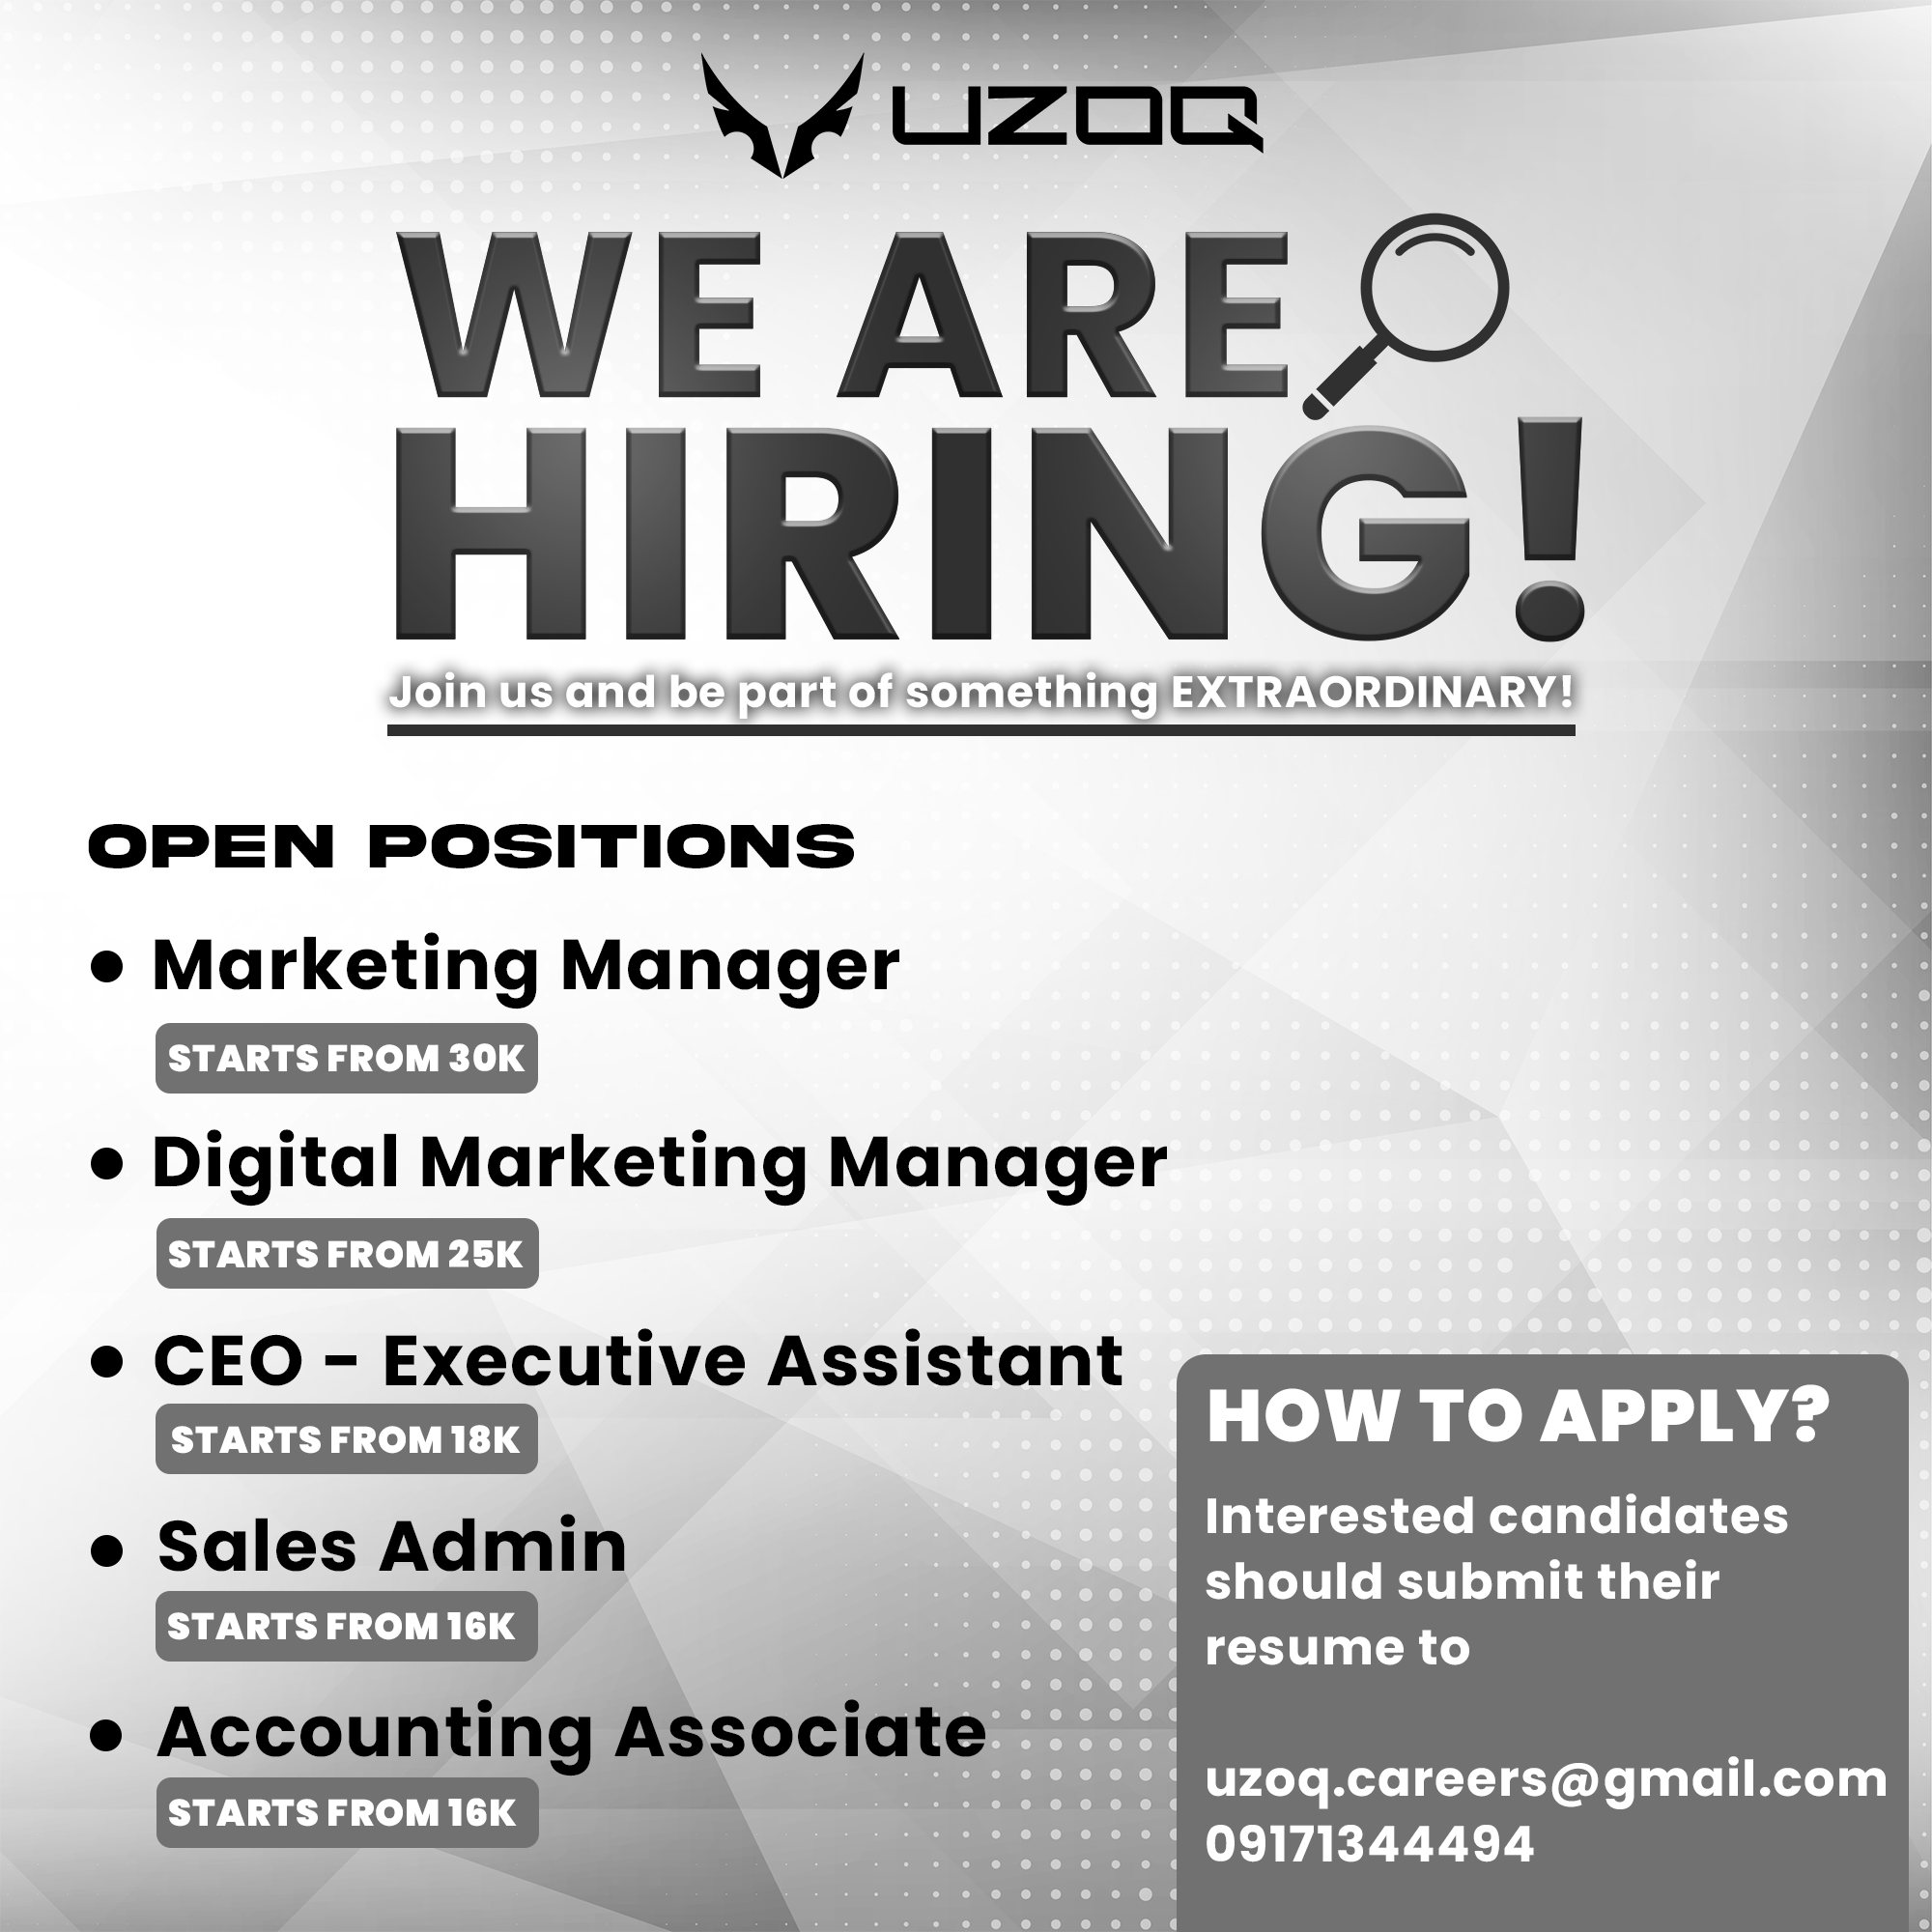 UZOQ
WE ARE
HIRING!
Join us and be part of something EXTRAORDINARY!
OPEN POSITIONS
• Marketing Manager
STARTS FROM 30K
• Digital Marketing Manager
STARTS FROM 25K
• CEO - Executive Assistant
STARTS FROM 18K
• Sales Admin
STARTS FROM 16K
• Accounting Associate
STARTS FROM 16K
HOW TO APPLY?
Interested candidates
should submit their
resume to
uzoq.careers@gmail.com
09171344494